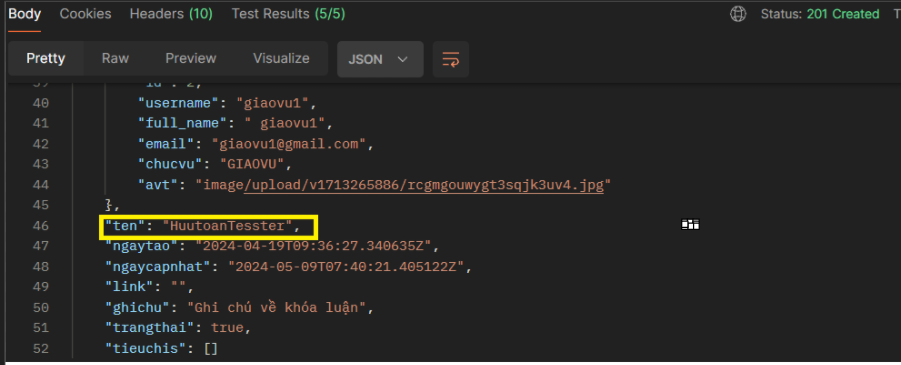 Body Cookies Headers (10) Test Results (5/5) Status: 201 Created
Pretty Raw Preview Visualize JSON
40 "username": "giaovu1",
41 "full_name": " giaovu1",
42 "email": "giaovu1@gmail.com",
43 "chucvu": "GIAOVU",
44 "avt": "image/upload/v1713265886/rcgmgouwygt3sqjk3uv4.jpg"
45 },
46 "ten": "HuutoanTesster",
47 "ngaytao": "2024-04-19T09:36:27.340635Z",
48 "ngaycapnhat": "2024-05-09T07:40:21.405122Z",
49 "link": "",
50 "ghichu": "Ghi chú về khóa luận",
51 "trangthai": true,
52 "tieuchis": []